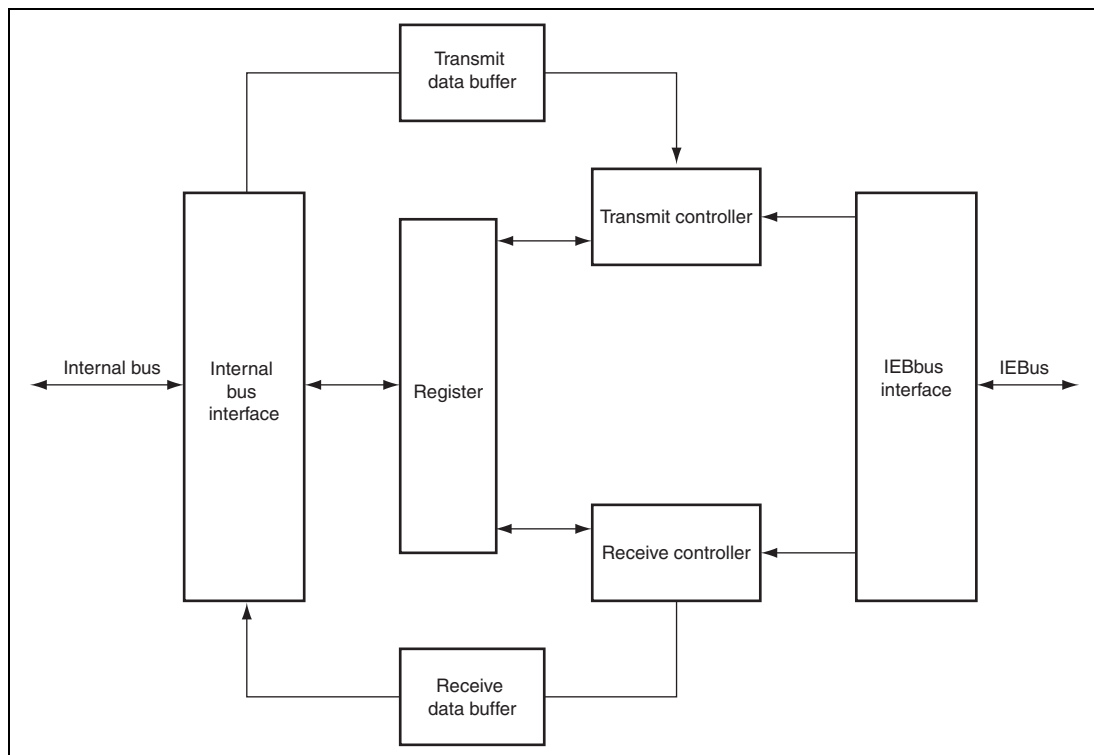 Transmit
data buffer
Transmit controller
Internal bus
Internal
bus
interface
Register
IEBbus
interface
IEBus
Receive controller
Receive
data buffer